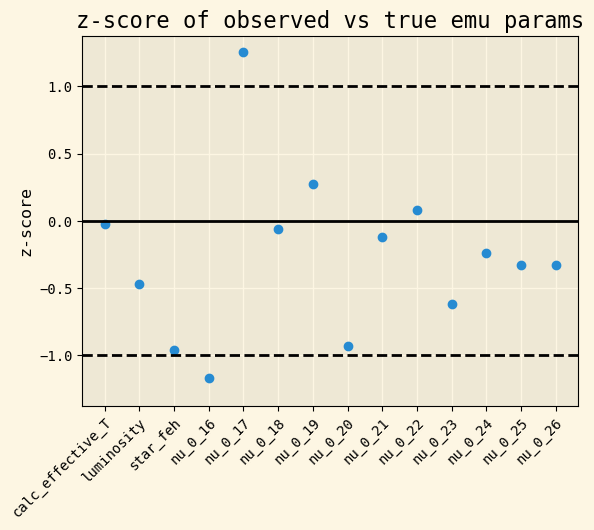 z-score of observed vs true emu params
z-score
1.0
0.5
0.0
−0.5
−1.0
calc_effective_T
luminosity
star_feh
nu_0_16
nu_0_17
nu_0_18
nu_0_19
nu_0_20
nu_0_21
nu_0_22
nu_0_23
nu_0_24
nu_0_25
nu_0_26